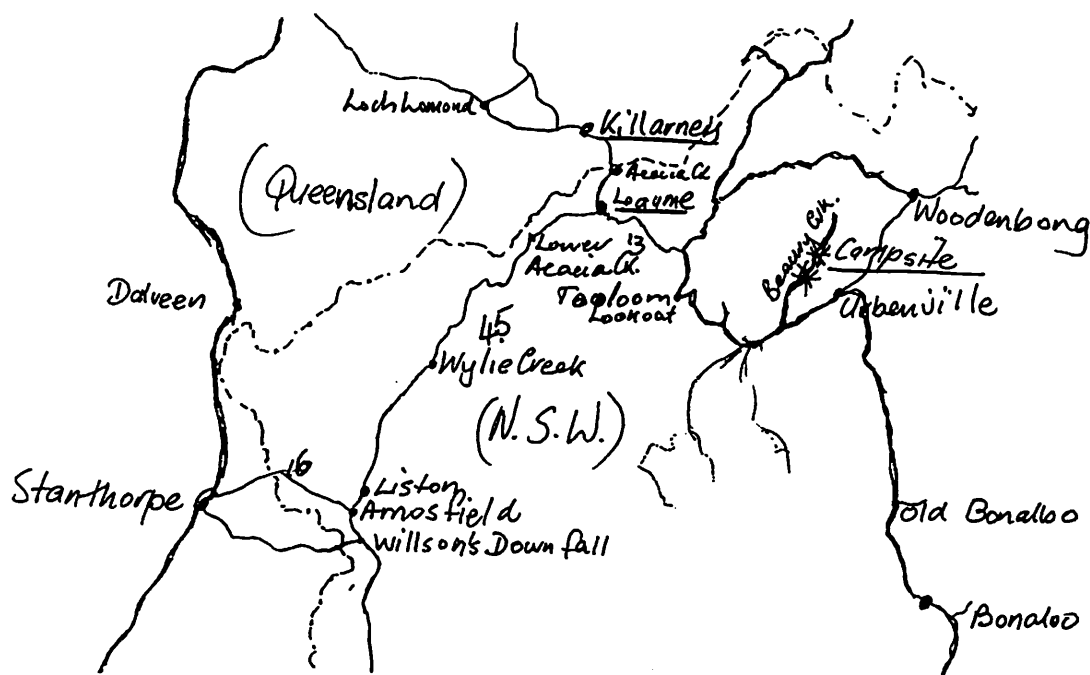 Loch Lomond
Killarney
Acacia Ck
Legume
(Queensland)
Woodenbong
Lower
Acacia Ck.
13
Beaury Crk.
Campsite
Tooloom
Lookout
Urbenville
Dalveen
45
Wylie Creek
(N.S.W.)
Stanthorpe
16
Liston
Amosfield
Willson's Downfall
Old Bonalbo
Bonalbo